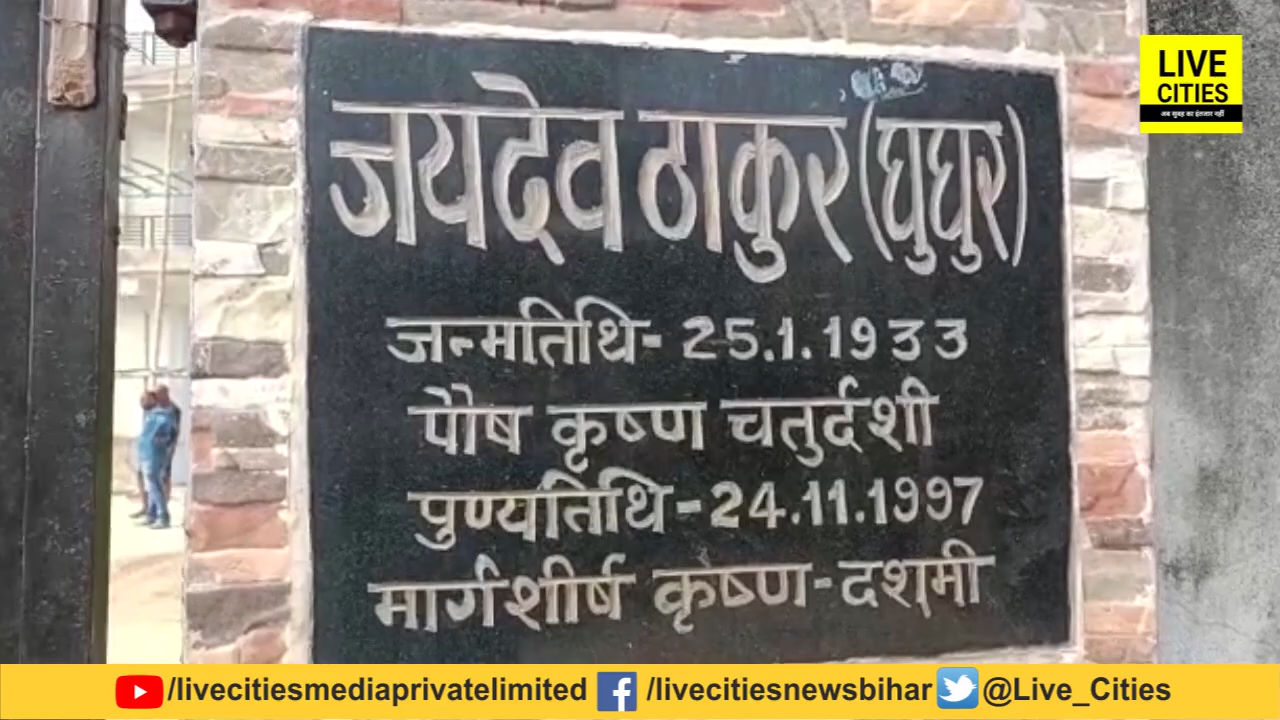 जयदेव ठाकुर (घुघुर)
जन्मतिथि- 25.1.1933
पौष कृष्ण चतुर्दशी
पुण्यतिथि-24.11.1997
मार्गशीर्ष कृष्ण-दशमी
LIVE
CITIES
अब सुबह का इंतजार नहीं
/livecitiesmediaprivatelimited /livecitiesnewsbihar @Live_Cities